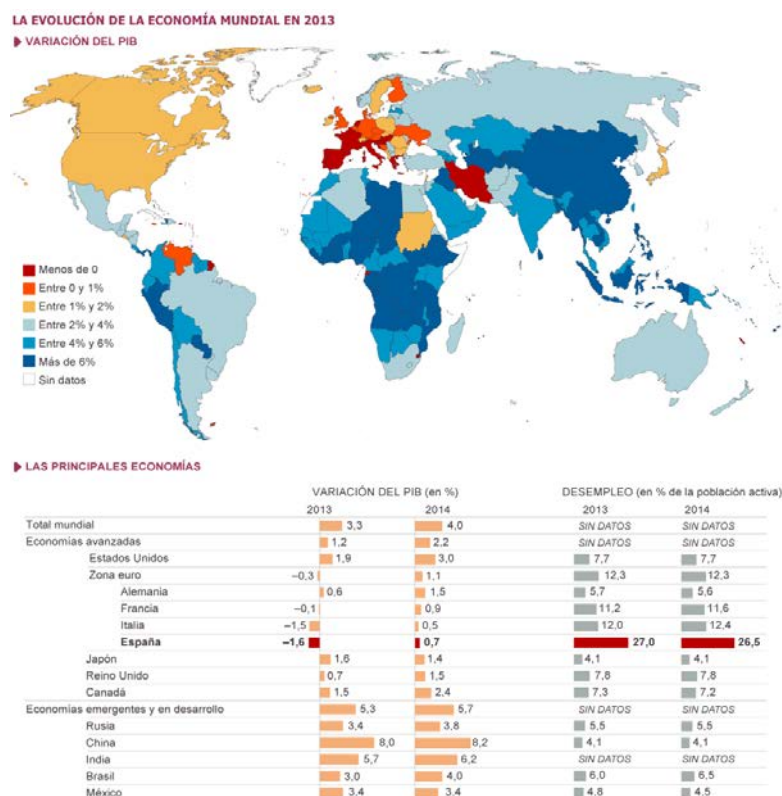 LA EVOLUCIÓN DE LA ECONOMÍA MUNDIAL EN 2013
VARIACIÓN DEL PIB
Menos de 0
Entre 0 y 1%
Entre 1% y 2%
Entre 2% y 4%
Entre 4% y 6%
Más de 6%
Sin datos
LAS PRINCIPALES ECONOMÍAS
VARIACIÓN DEL PIB (en %) DESEMPLEO (en % de la población activa)
2013 2014 2013 2014
Total mundial 3,3 4,0 SIN DATOS SIN DATOS
Economías avanzadas 1,2 2,2 SIN DATOS SIN DATOS
Estados Unidos 1,9 3,0 7,7 7,7
Zona euro –0,3 1,1 12,3 12,3
Alemania 0,6 1,5 5,7 5,6
Francia –0,1 0,9 11,2 11,6
Italia –1,5 0,5 12,0 12,4
España –1,6 0,7 27,0 26,5
Japón 1,6 1,4 4,1 4,1
Reino Unido 0,7 1,5 7,8 7,8
Canadá 1,5 2,4 7,3 7,2
Economías emergentes y en desarrollo 5,3 5,7 SIN DATOS SIN DATOS
Rusia 3,4 3,8 5,5 5,5
China 8,0 8,2 4,1 4,1
India 5,7 6,2 SIN DATOS SIN DATOS
Brasil 3,0 4,0 6,0 6,5
México 3,4 3,4 4,8 4,5